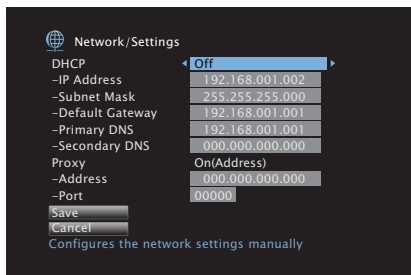 Network/Settings
DHCP Off
-IP Address 192.168.001.002
-Subnet Mask 255.255.255.000
-Default Gateway 192.168.001.001
-Primary DNS 192.168.001.001
-Secondary DNS 000.000.000.000
Proxy On(Address)
-Address 000.000.000.000
-Port 00000
Save
Cancel
Configures the network settings manually